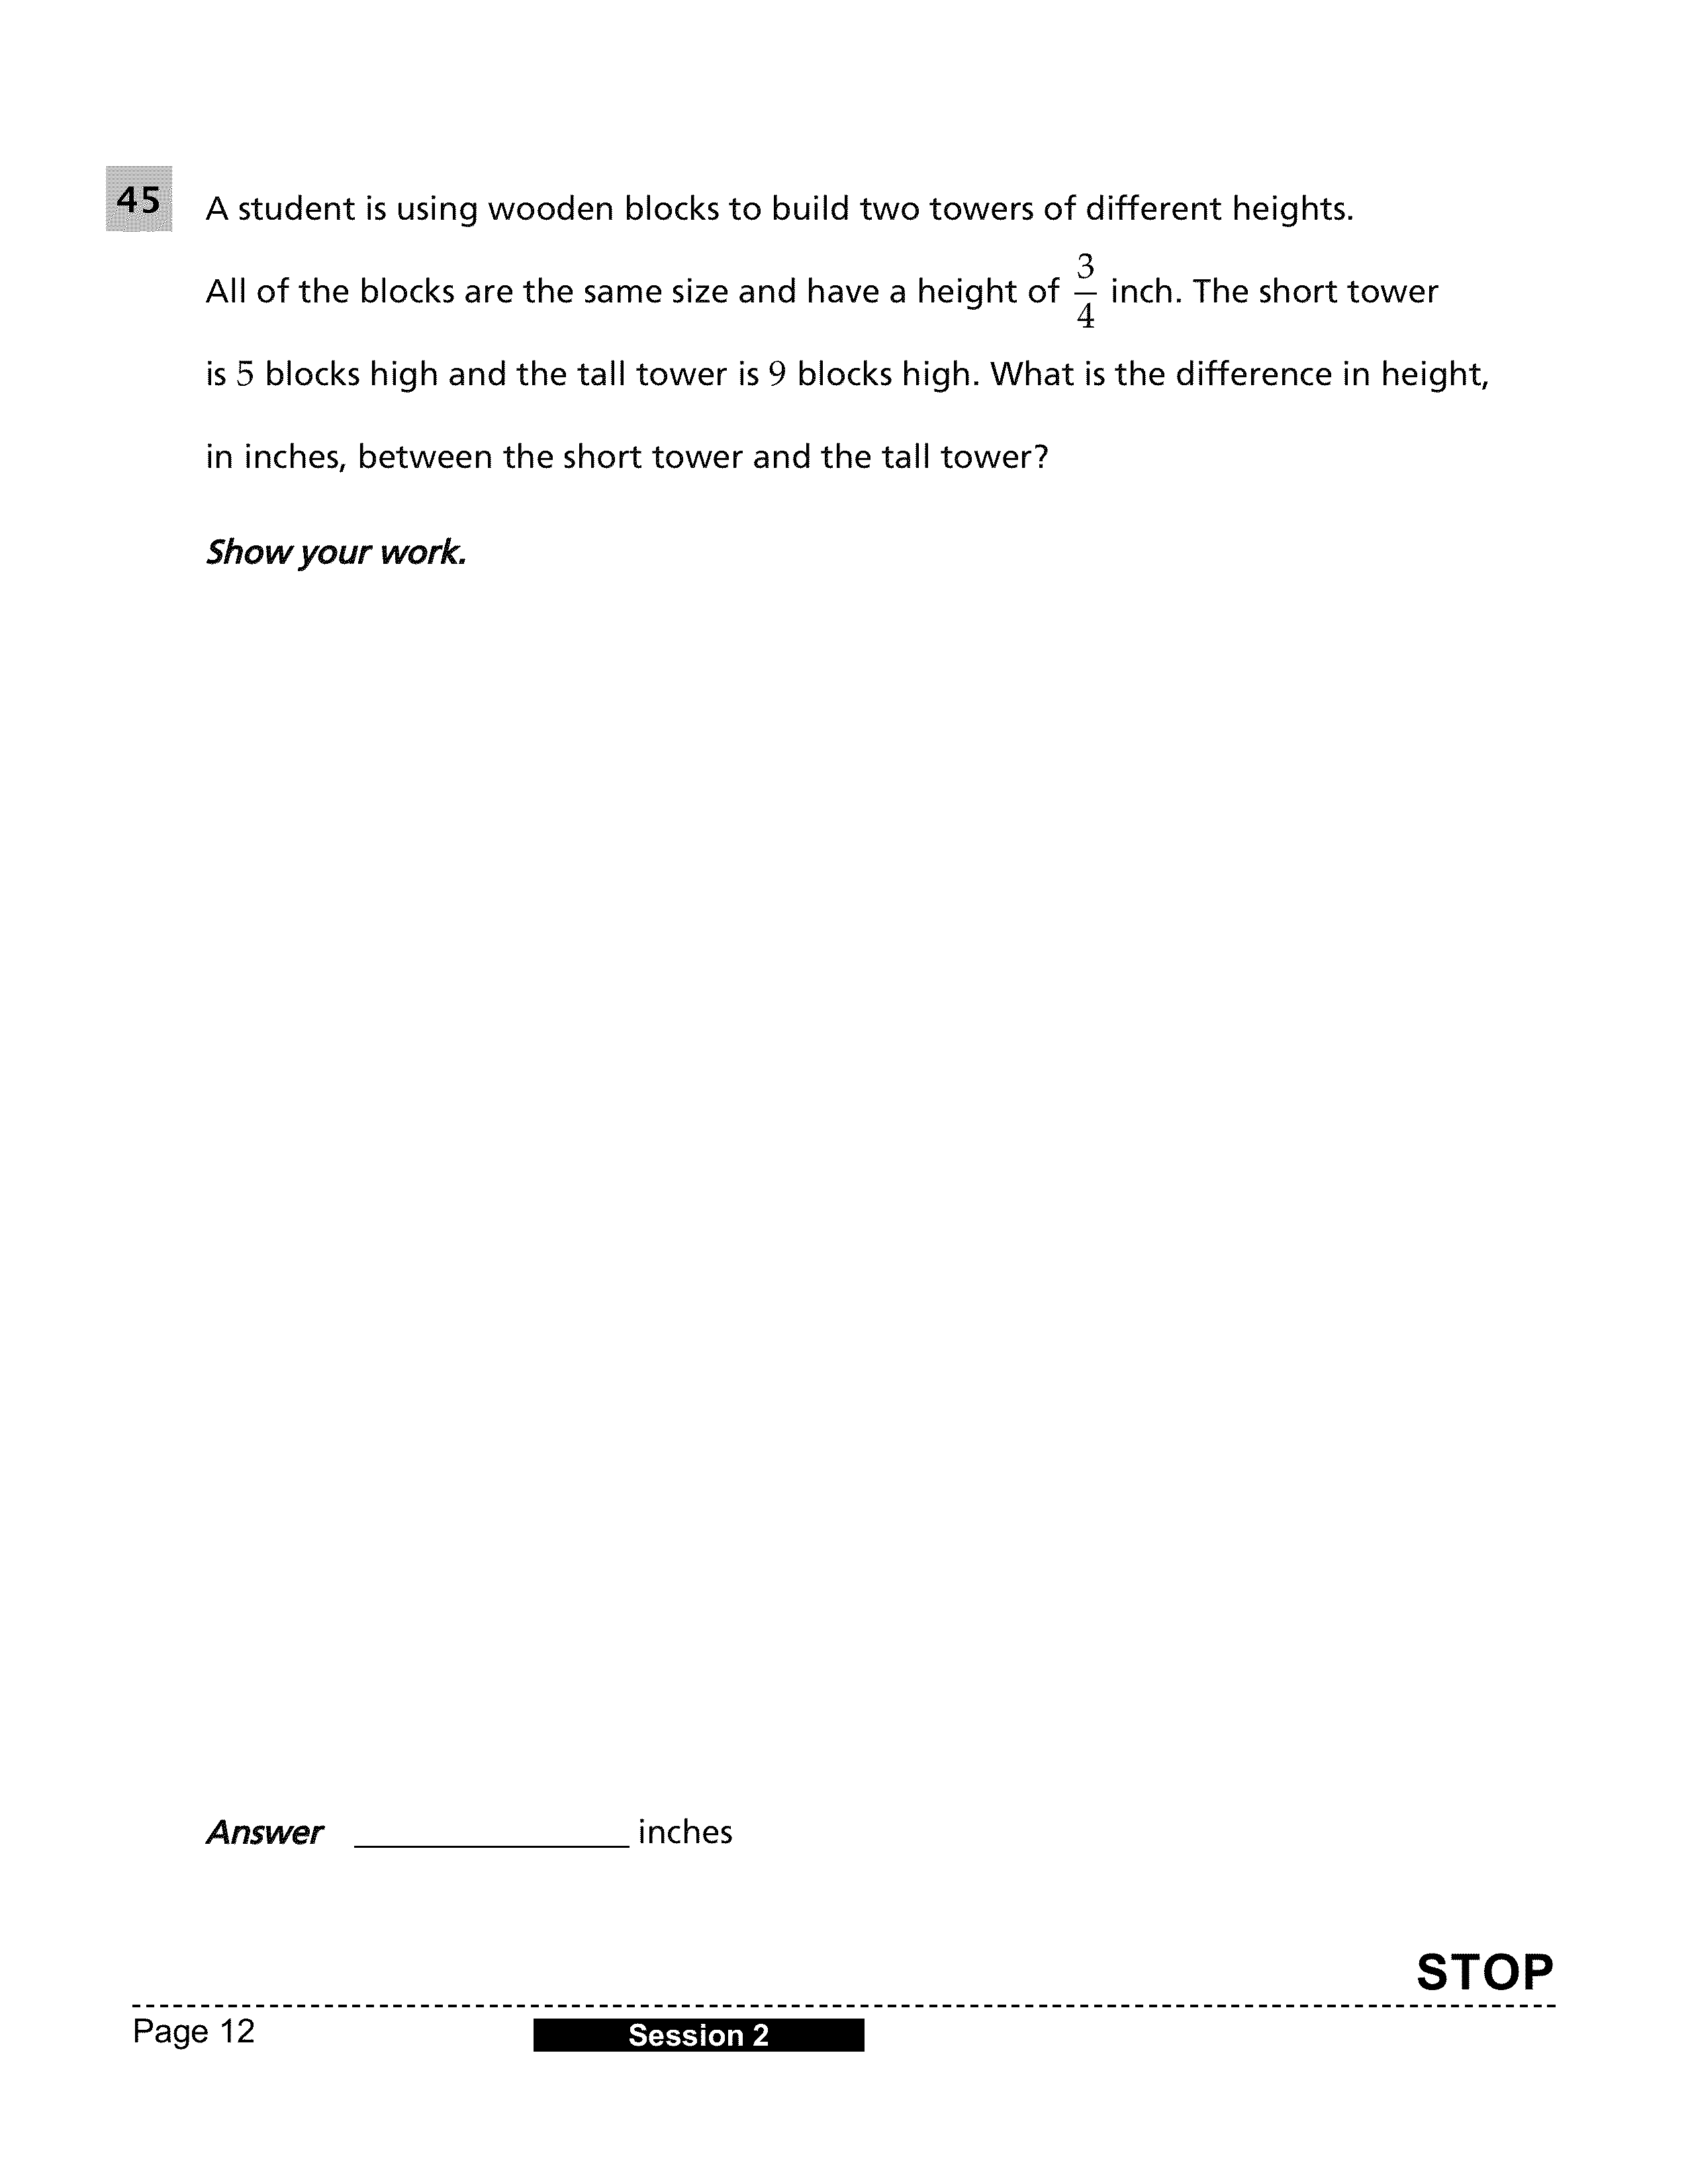 45
A student is using wooden blocks to build two towers of different heights.
All of the blocks are the same size and have a height of 3/4 inch. The short tower
is 5 blocks high and the tall tower is 9 blocks high. What is the difference in height,
in inches, between the short tower and the tall tower?
Show your work.
Answer ______________ inches
STOP
Page 12
Session 2